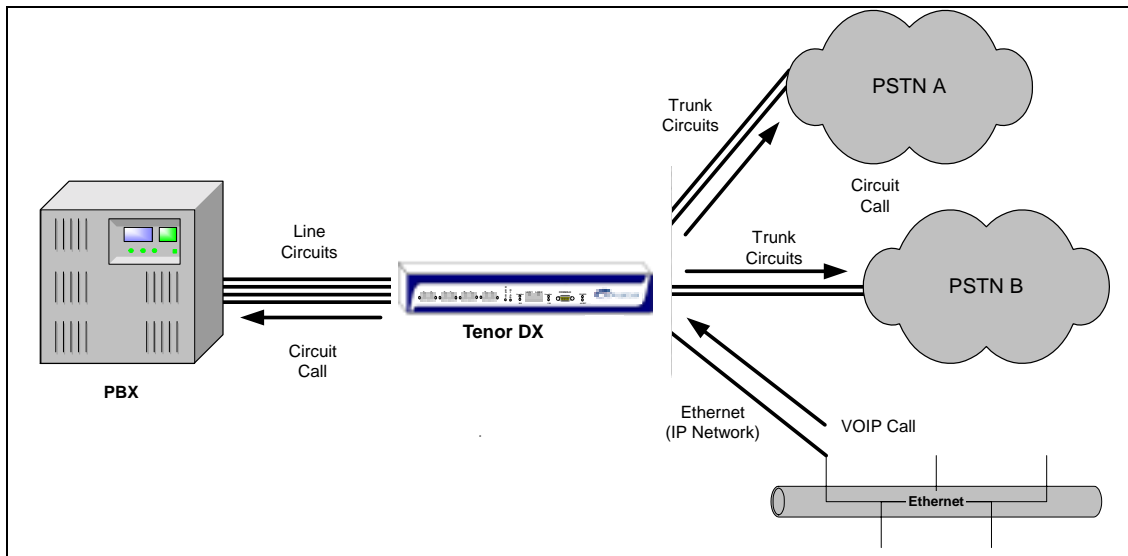 PSTN A
Trunk
Circuits
Circuit
Call
Line
Circuits
Trunk
Circuits
PSTN B
Tenor DX
Circuit
Call
PBX
Ethernet
(IP Network)
VOIP Call
Ethernet